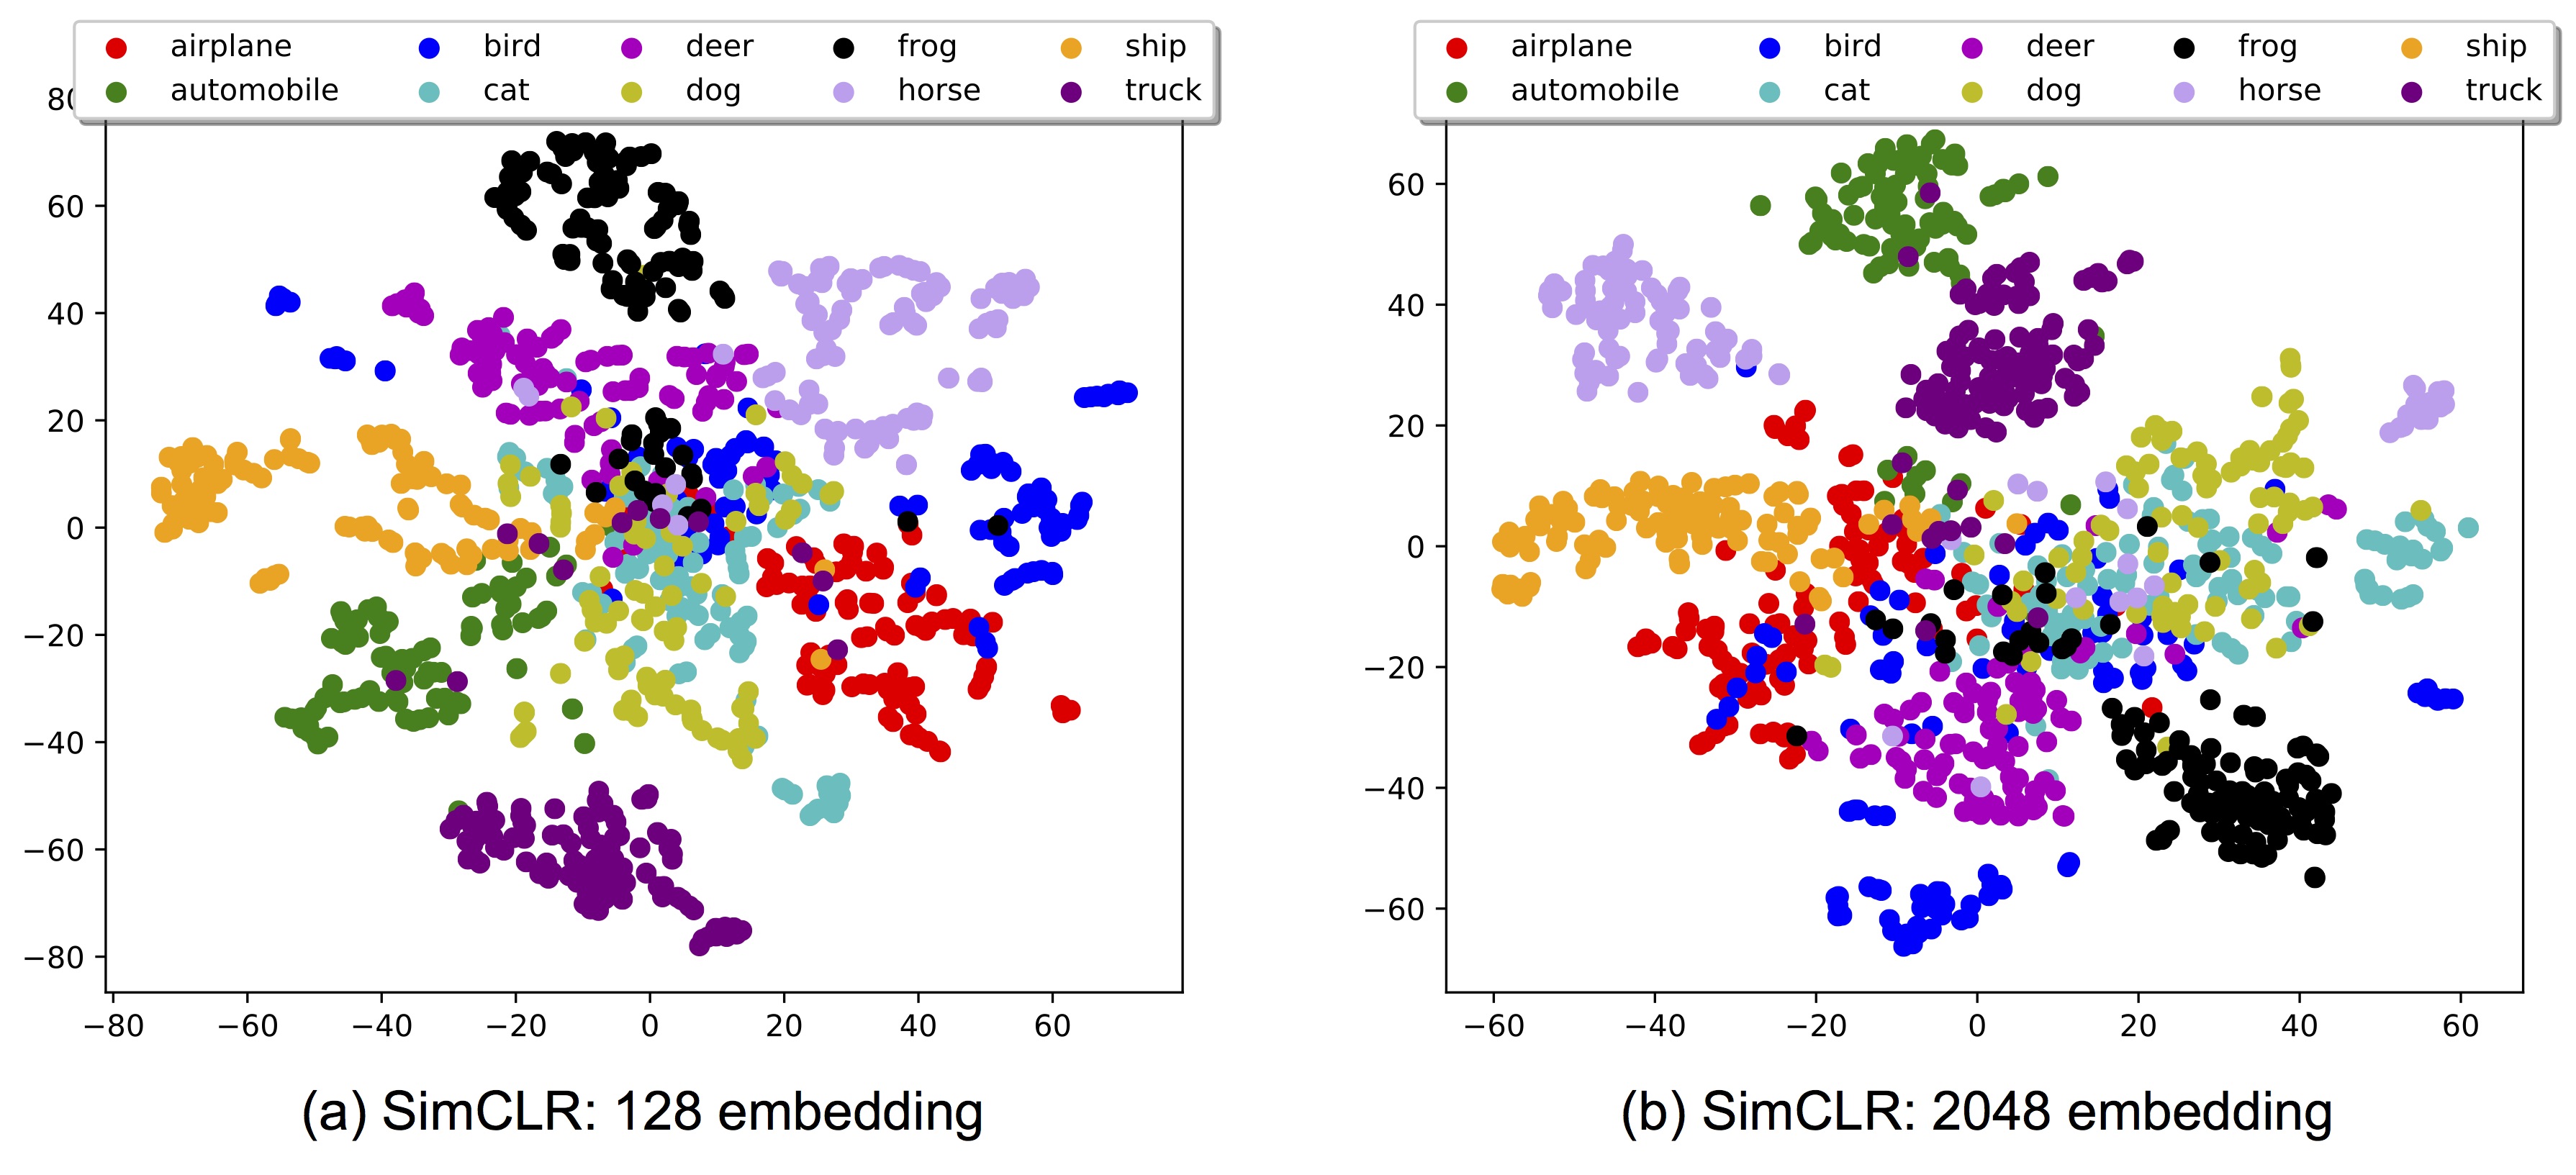 airplane bird deer frog ship
automobile cat dog horse truck
80
60
40
20
0
−20
−40
−60
−80
−80 −60 −40 −20 0 20 40 60
(a) SimCLR: 128 embedding
airplane bird deer frog ship
automobile cat dog horse truck
60
40
20
0
−20
−40
−60
−60 −40 −20 0 20 40 60
(b) SimCLR: 2048 embedding